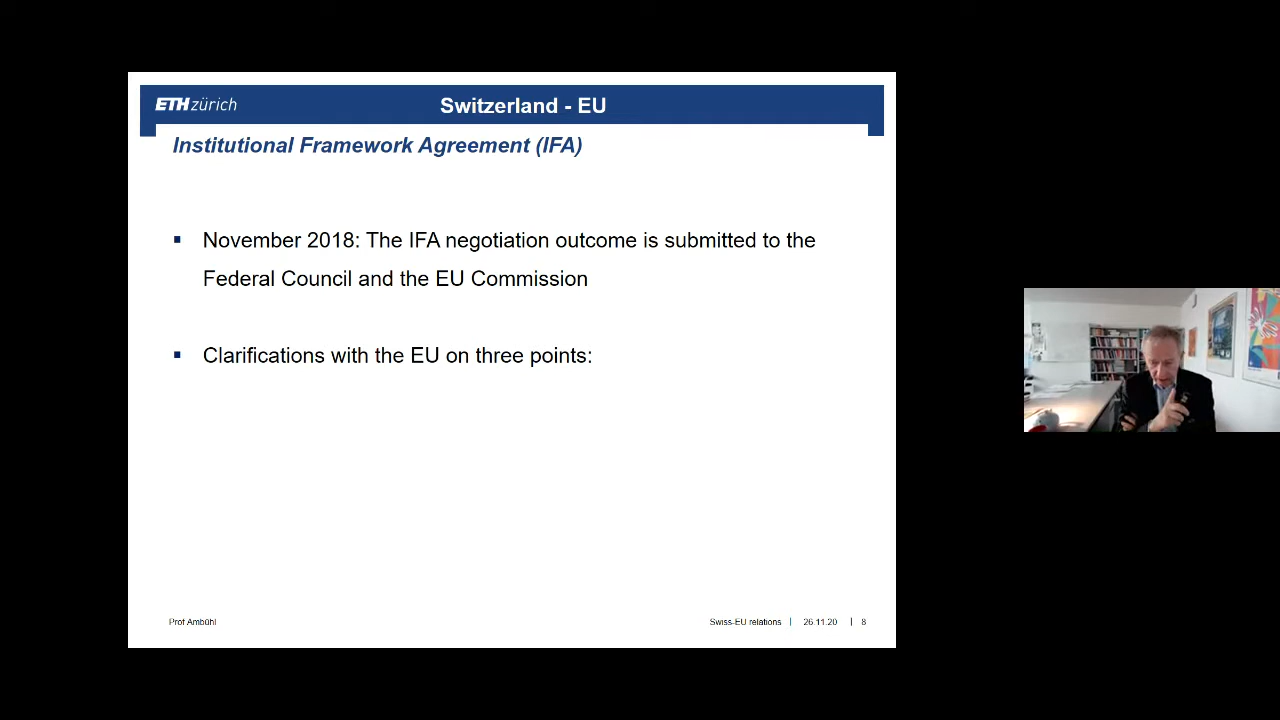 ETH zürich
Switzerland - EU
Institutional Framework Agreement (IFA)
▪ November 2018: The IFA negotiation outcome is submitted to the
Federal Council and the EU Commission
▪ Clarifications with the EU on three points:
Prof Ambühl
Swiss-EU relations | 26.11.20 | 8